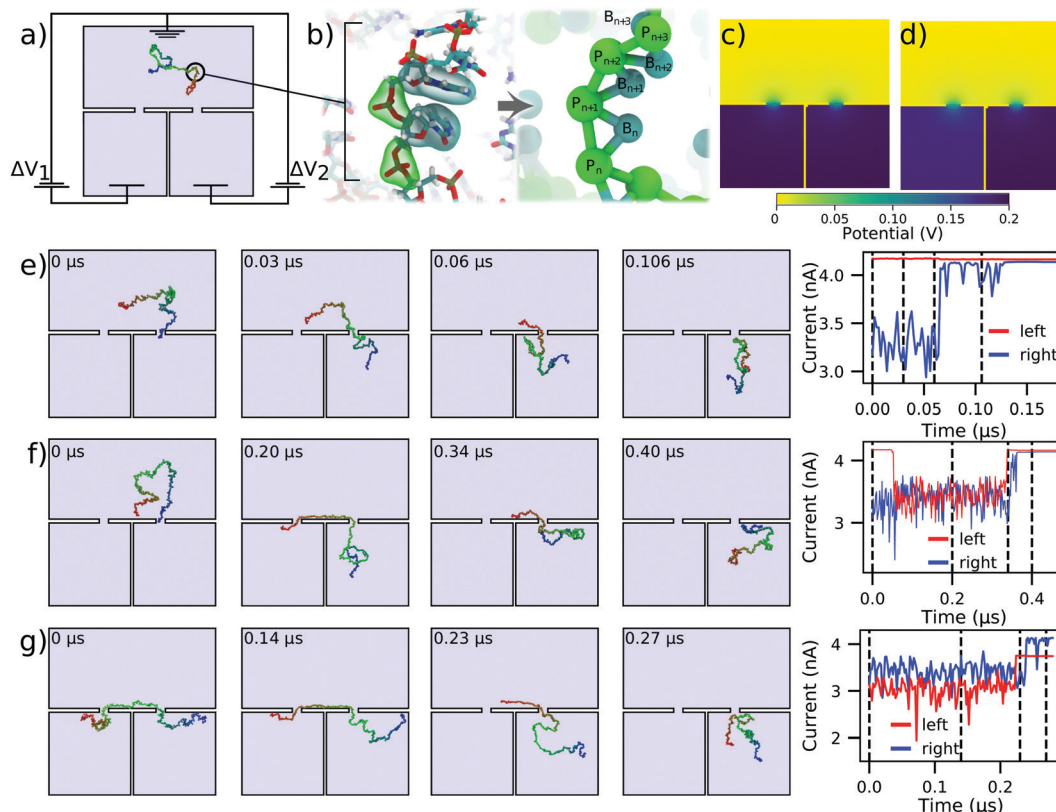 a)
ΔV1
ΔV2
b)
Bn+3
Pn+3
Pn+2
Bn+2
Bn+1
Pn+1
Bn
Pn
c)
d)
0 0.05 0.10 0.15 0.2
Potential (V)
e)
0 μs
0.03 μs
0.06 μs
0.106 μs
Current (nA)
4.0
3.5
3.0
left
right
0.00 0.05 0.10 0.15
Time (μs)
f)
0 μs
0.20 μs
0.34 μs
0.40 μs
Current (nA)
4
3
left
right
0.0 0.2 0.4
Time (μs)
g)
0 μs
0.14 μs
0.23 μs
0.27 μs
Current (nA)
4
3
2
left
right
0.0 0.1 0.2
Time (μs)